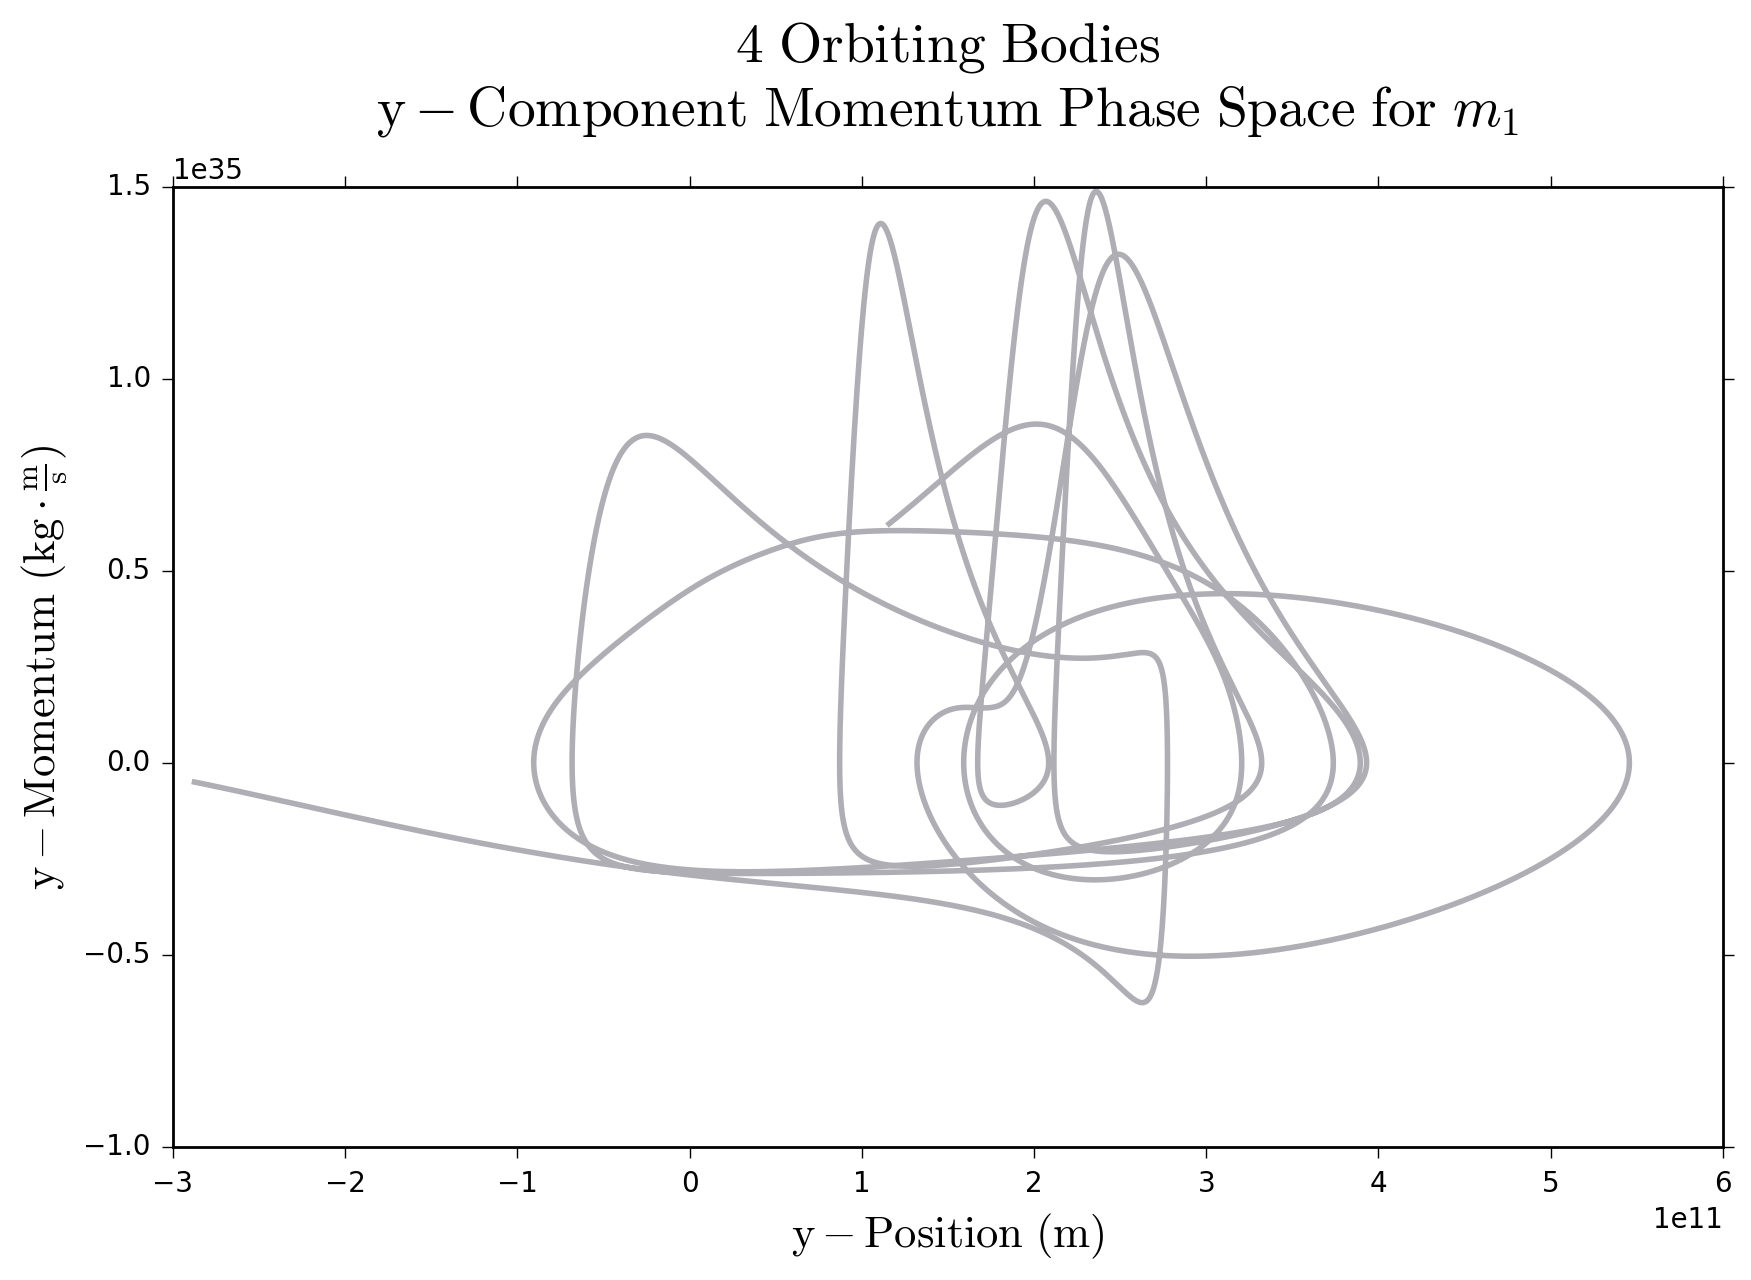 4 Orbiting Bodies
y − Component Momentum Phase Space for m₁
1e35
1.5
1.0
0.5
0.0
−0.5
−1.0
y − Momentum (kg · m/s)
−3 −2 −1 0 1 2 3 4 5 6
1e11
y − Position (m)